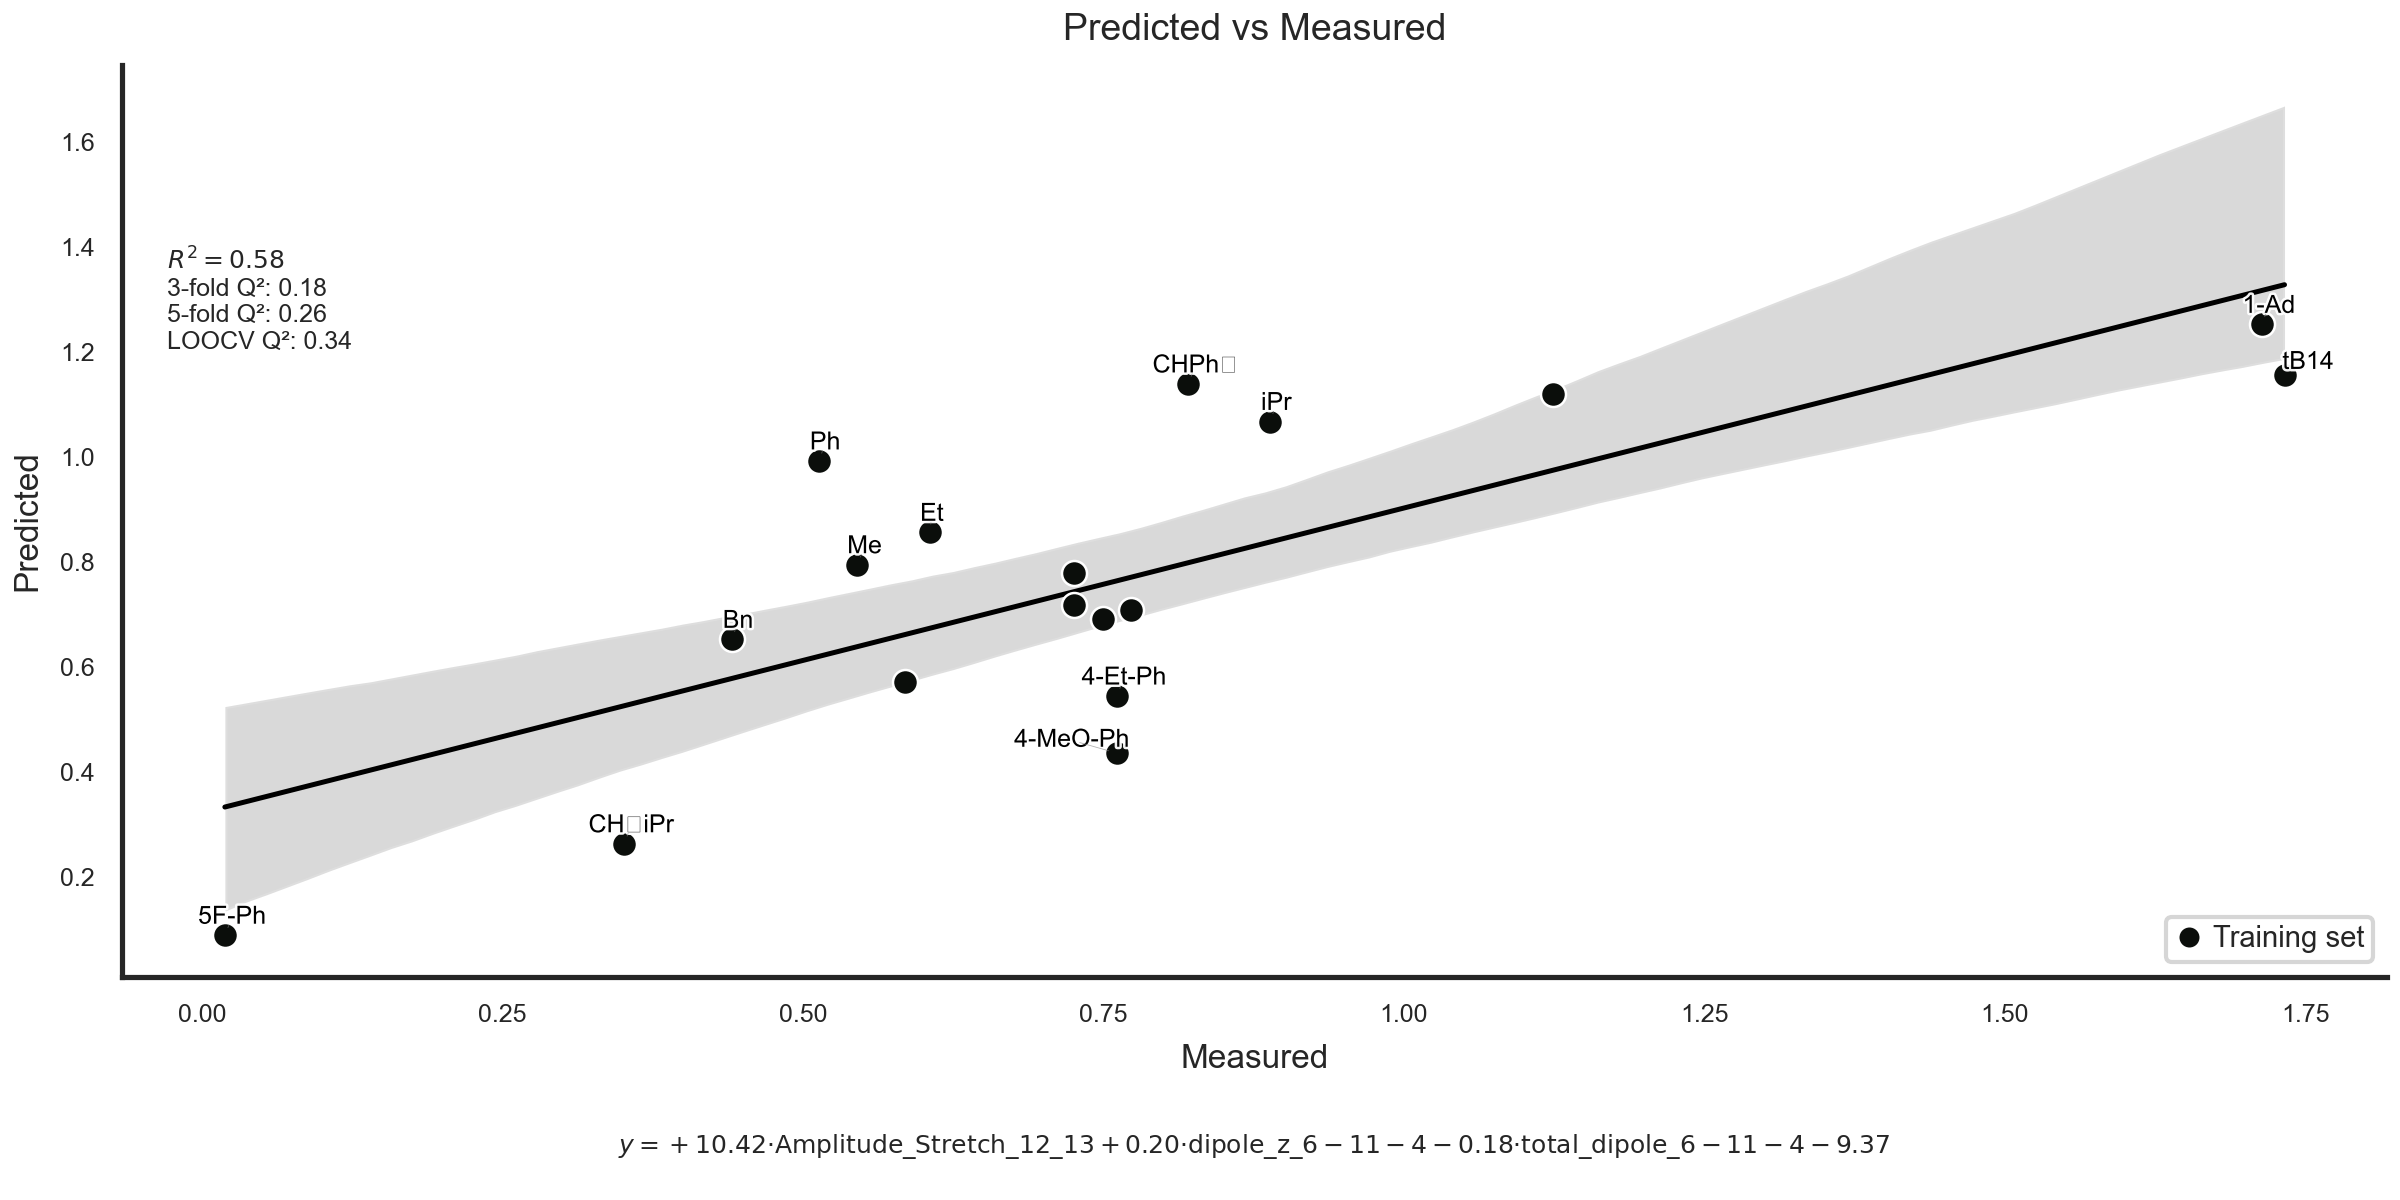 Predicted vs Measured
1.6
1.4
1.2
1.0
0.8
0.6
0.4
0.2
Predicted
R² = 0.58
3-fold Q²: 0.18
5-fold Q²: 0.26
LOOCV Q²: 0.34
1-Ad
tB14
CHPh□
iPr
Ph
Et
Me
Bn
4-Et-Ph
4-MeO-Ph
CH□iPr
5F-Ph
Training set
0.00 0.25 0.50 0.75 1.00 1.25 1.50 1.75
Measured
y = +10.42·Amplitude_Stretch_12_13 + 0.20·dipole_z_6 − 11 − 4 − 0.18·total_dipole_6 − 11 − 4 − 9.37